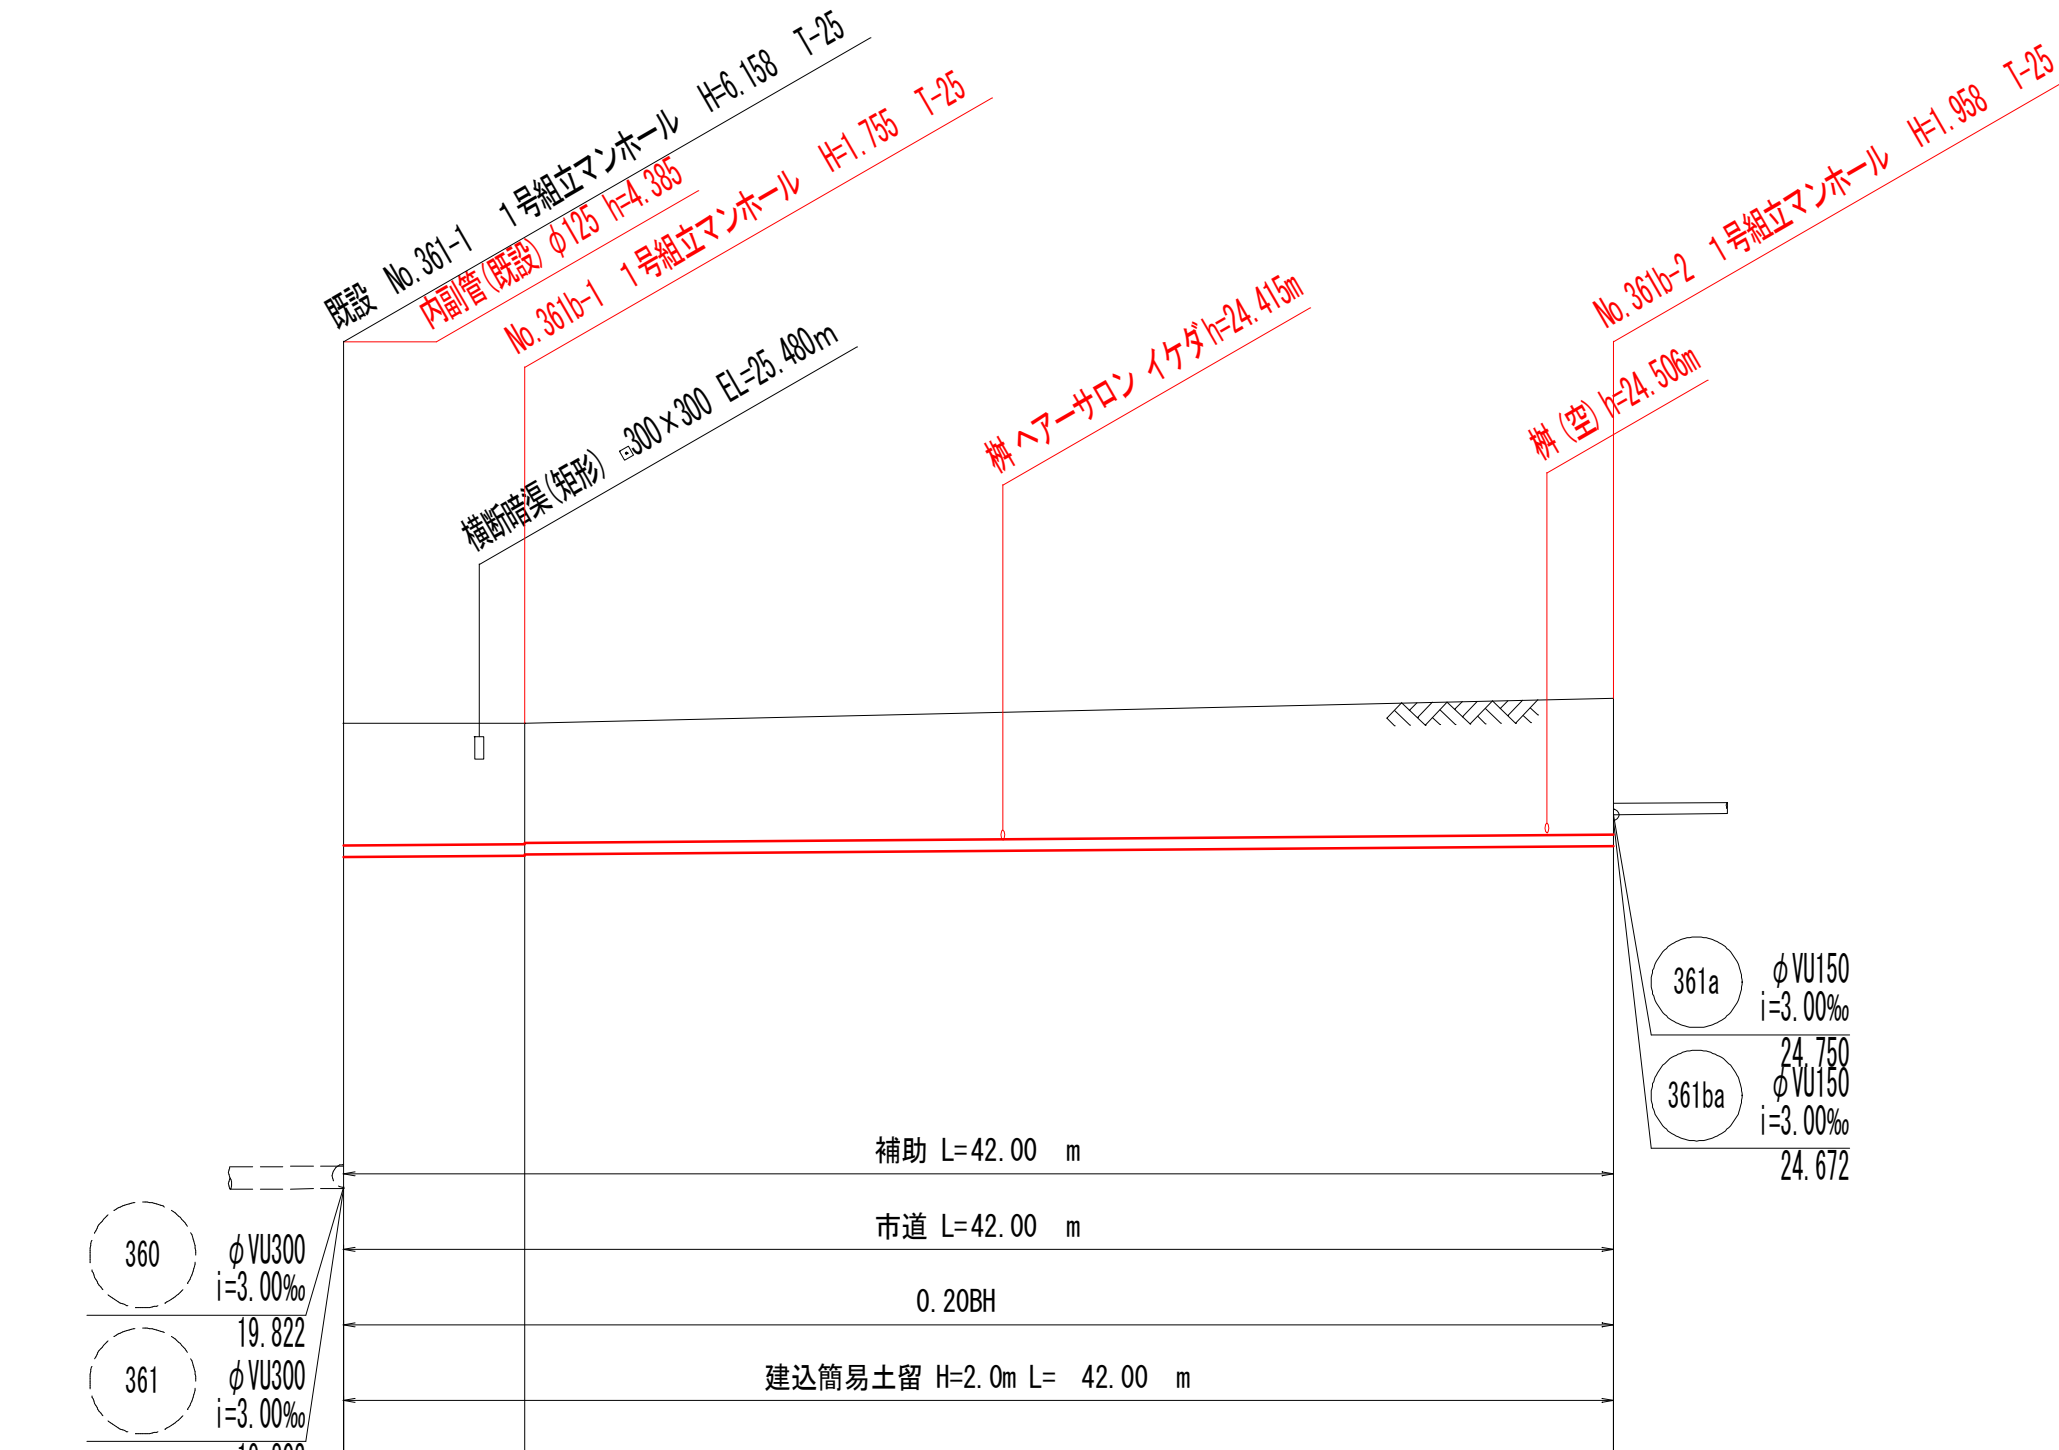 既設 No.361-1 1号組立マンホール H=6.158 T-25
内副管(既設) φ125 h=4.385
No.361b-1 1号組立マンホール H=1.755 T-25
横断暗渠(矩形) □300×300 EL=25.480m
桝 ヘアーサロン イケダ h=24.415m
No.361b-2 1号組立マンホール H=1.958 T-25
桝 (空) h=24.506m
361a φVU150
i=3.00‰
24.750
361ba φVU150
i=3.00‰
24.672
補助 L=42.00 m
市道 L=42.00 m
0.20BH
建込簡易土留 H=2.0m L= 42.00 m
360 φVU300
i=3.00‰
19.822
361 φVU300
i=3.00‰